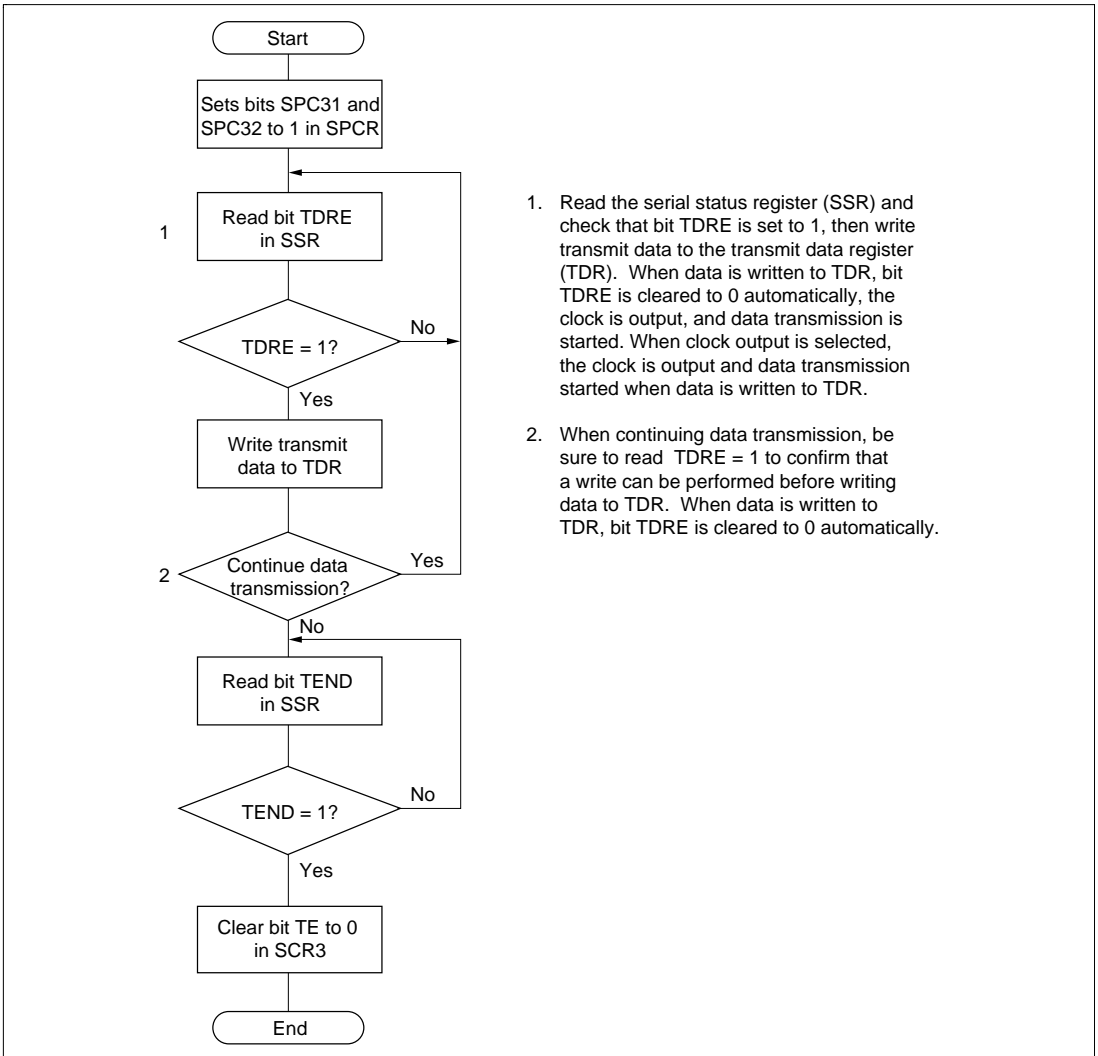 Start
Sets bits SPC31 and
SPC32 to 1 in SPCR
1
Read bit TDRE
in SSR
TDRE = 1?
No
Yes
Write transmit
data to TDR
2
Continue data
transmission?
Yes
No
Read bit TEND
in SSR
TEND = 1?
No
Yes
Clear bit TE to 0
in SCR3
End
1. Read the serial status register (SSR) and
check that bit TDRE is set to 1, then write
transmit data to the transmit data register
(TDR).  When data is written to TDR, bit
TDRE is cleared to 0 automatically, the
clock is output, and data transmission is
started. When clock output is selected,
the clock is output and data transmission
started when data is written to TDR.
2. When continuing data transmission, be
sure to read  TDRE = 1 to confirm that
a write can be performed before writing
data to TDR.  When data is written to
TDR, bit TDRE is cleared to 0 automatically.